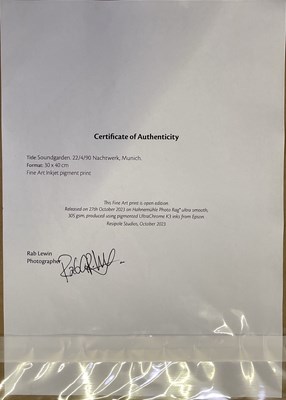 Certificate of Authenticity
Title: Soundgarden: 22/4/90 Nachtwerk, Munich.
Format: 30 x 40 cm
Fine Art Inkjet pigment print
This Fine Art print is open edition
Released on 27th October 2023 on Hahnemühle Photo Rag® ultra smooth,
305 gsm, produced using pigmented UltraChrome K3 inks from Epson
Respole Studios, October 2023
Rab Lewin
Photographer